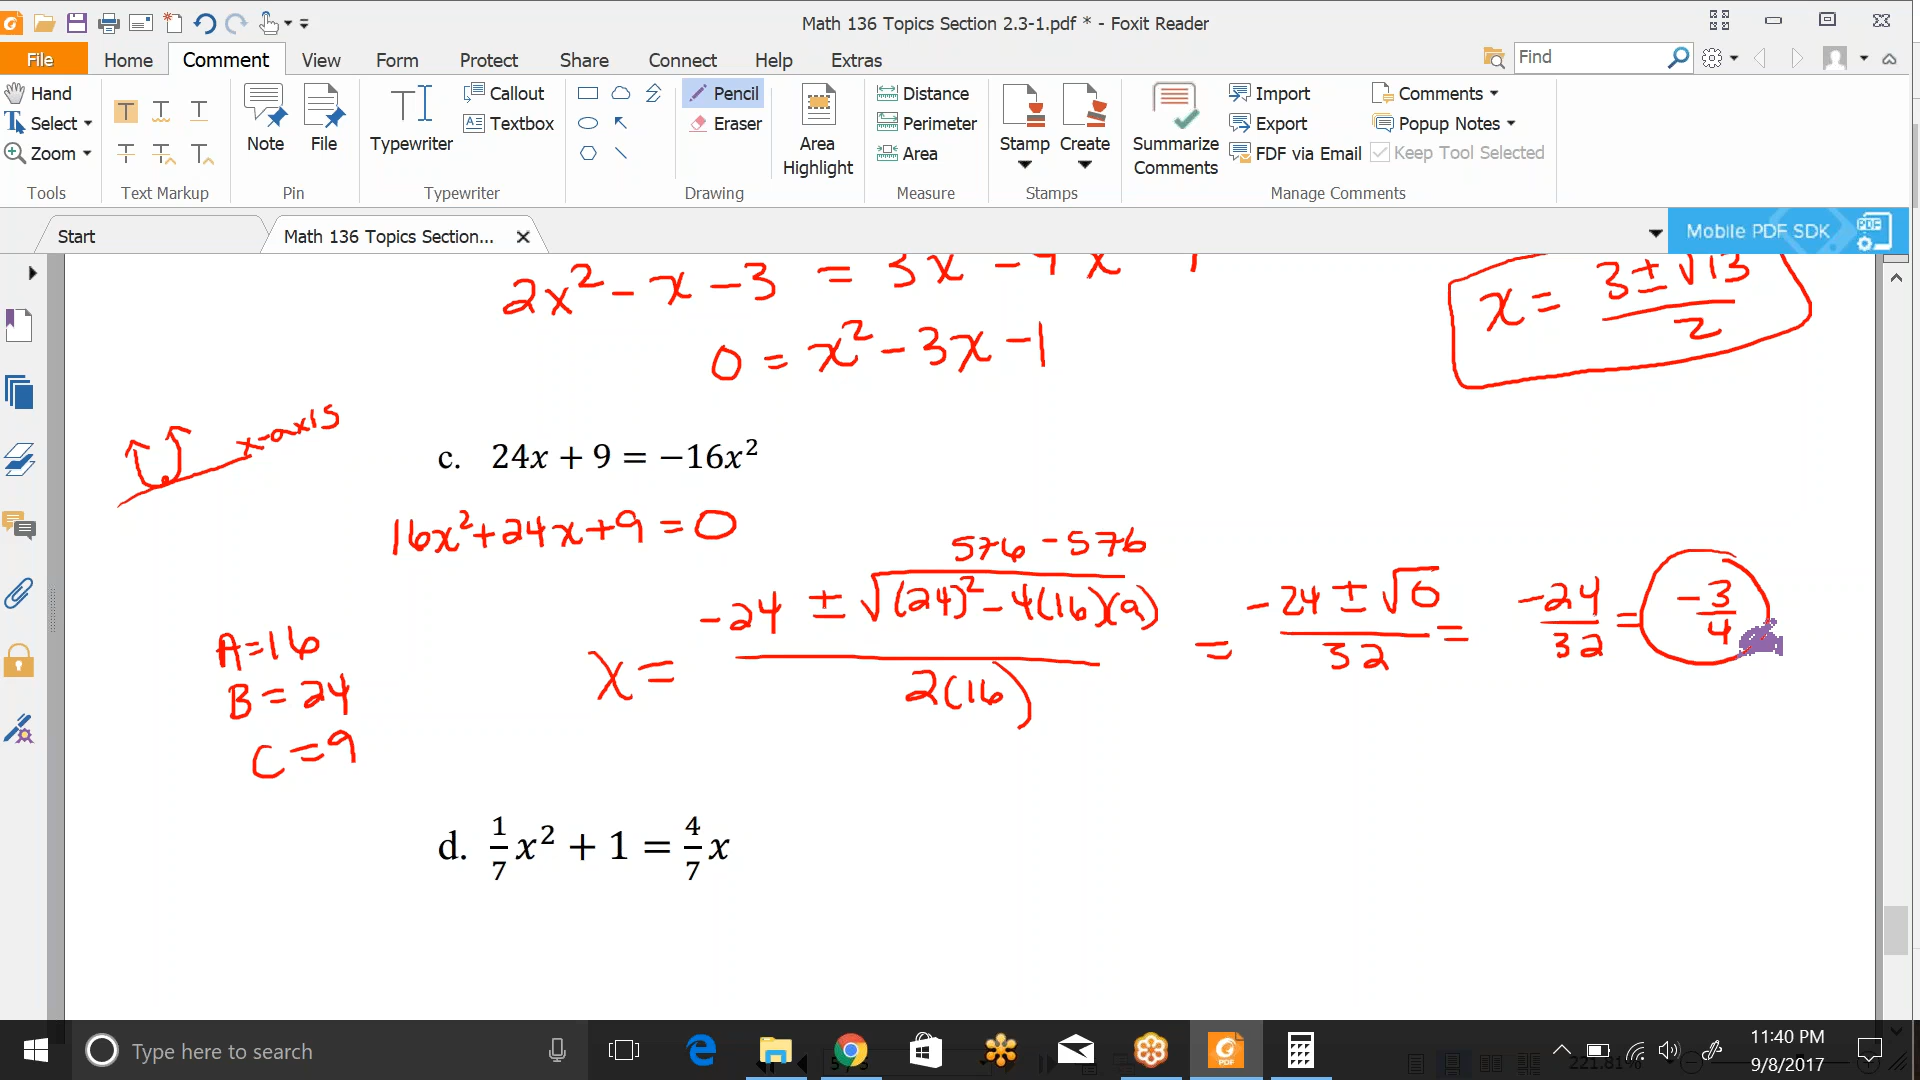 Math 136 Topics Section 2.3-1.pdf * - Foxit Reader
File Home Comment View Form Protect Share Connect Help Extras
Find
Hand
Select
Zoom
Tools
Text Markup
Note
File
Pin
Typewriter
Callout
Textbox
Typewriter
Pencil
Eraser
Area
Highlight
Drawing
Distance
Perimeter
Area
Measure
Stamp
Create
Stamps
Summarize
Comments
Import
Export
FDF via Email
Comments
Popup Notes
Keep Tool Selected
Manage Comments
Start
Math 136 Topics Section...
Mobile PDF SDK
PDF
2x² - x - 3 = 3x - 4x
x = (3 ± √13)/2
0 = x² - 3x - 1
x-axis
c. 24x + 9 = −16x²
16x² + 24x + 9 = 0
576 - 576
x = (-24 ± √((24)² - 4(16)(9)))/2(16) = (-24 ± √0)/32 = -24/32 = -3/4
A = 16
B = 24
C = 9
d. 1/7 x² + 1 = 4/7 x
Type here to search
PDF
221.81%
11:40 PM
9/8/2017